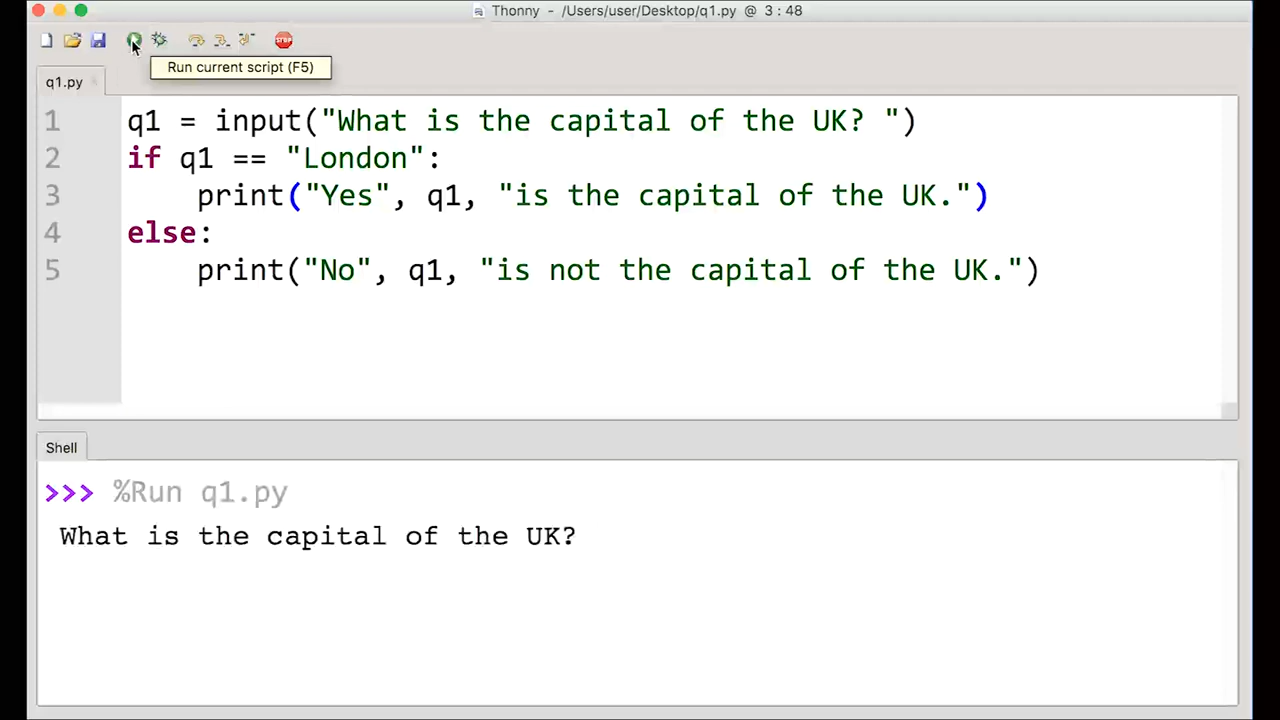 Thonny - /Users/user/Desktop/q1.py @ 3 : 48
STOP
Run current script (F5)
q1.py
1 q1 = input("What is the capital of the UK? ")
2 if q1 == "London":
3     print("Yes", q1, "is the capital of the UK.")
4 else:
5     print("No", q1, "is not the capital of the UK.")
Shell
>>> %Run q1.py
What is the capital of the UK?